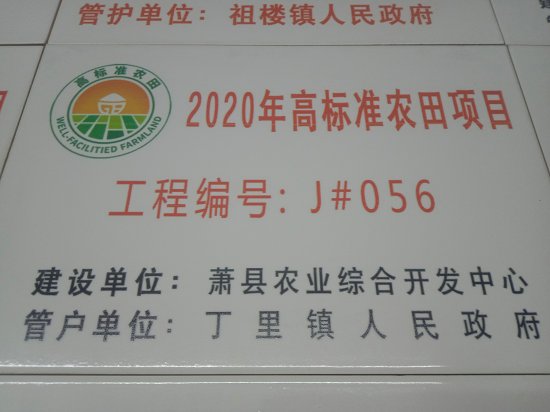 管护单位：祖楼镇人民政府
高标准农田
WELL-FACILITIED FARMLAND
2020年高标准农田项目
工程编号：J#056
建设单位：萧县农业综合开发中心
管户单位：丁里镇人民政府